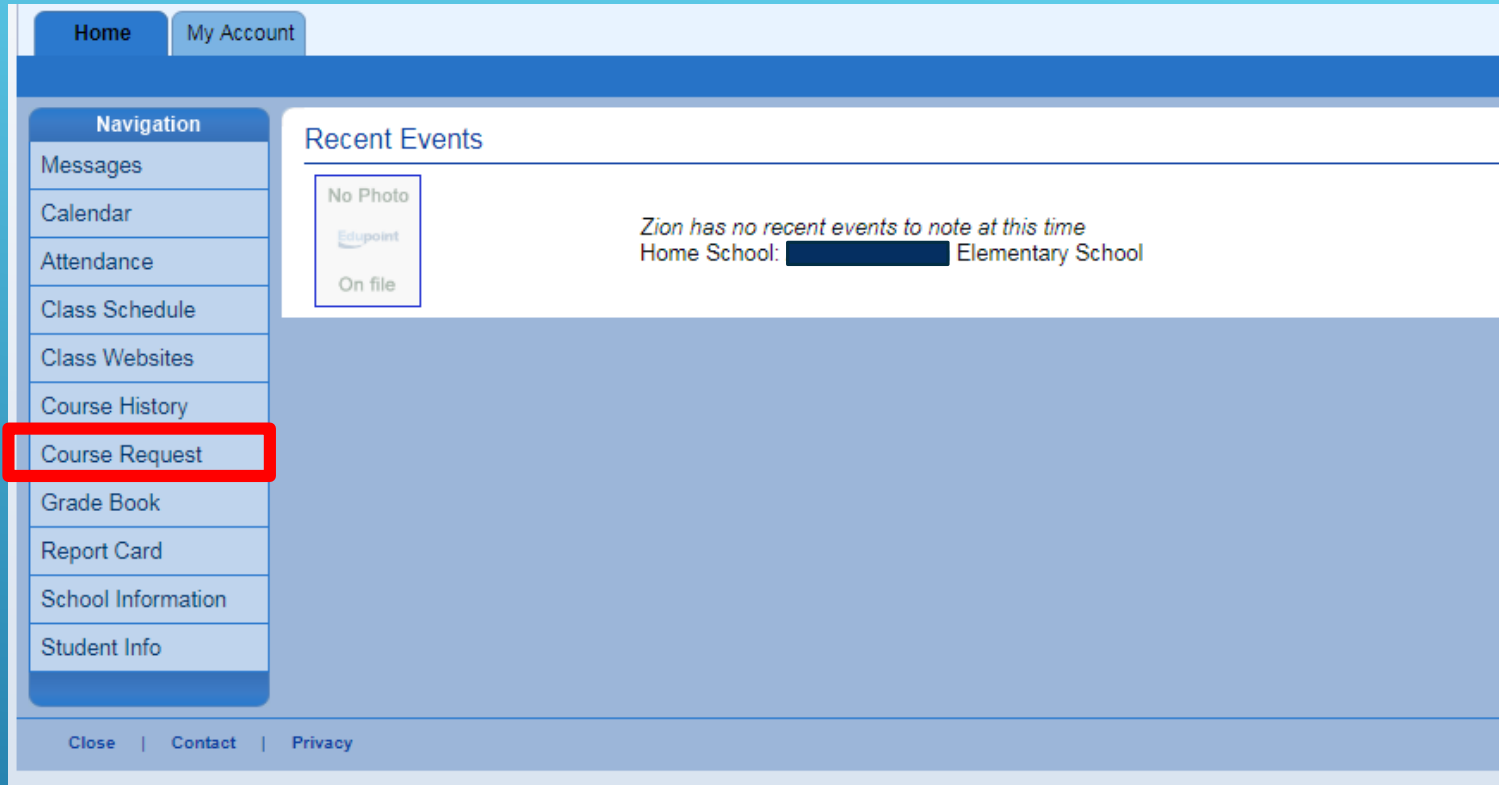 Home
My Account
Navigation
Messages
Calendar
Attendance
Class Schedule
Class Websites
Course History
Course Request
Grade Book
Report Card
School Information
Student Info
Recent Events
No Photo
Edupoint
On file
Zion has no recent events to note at this time
Home School: Elementary School
Close | Contact | Privacy